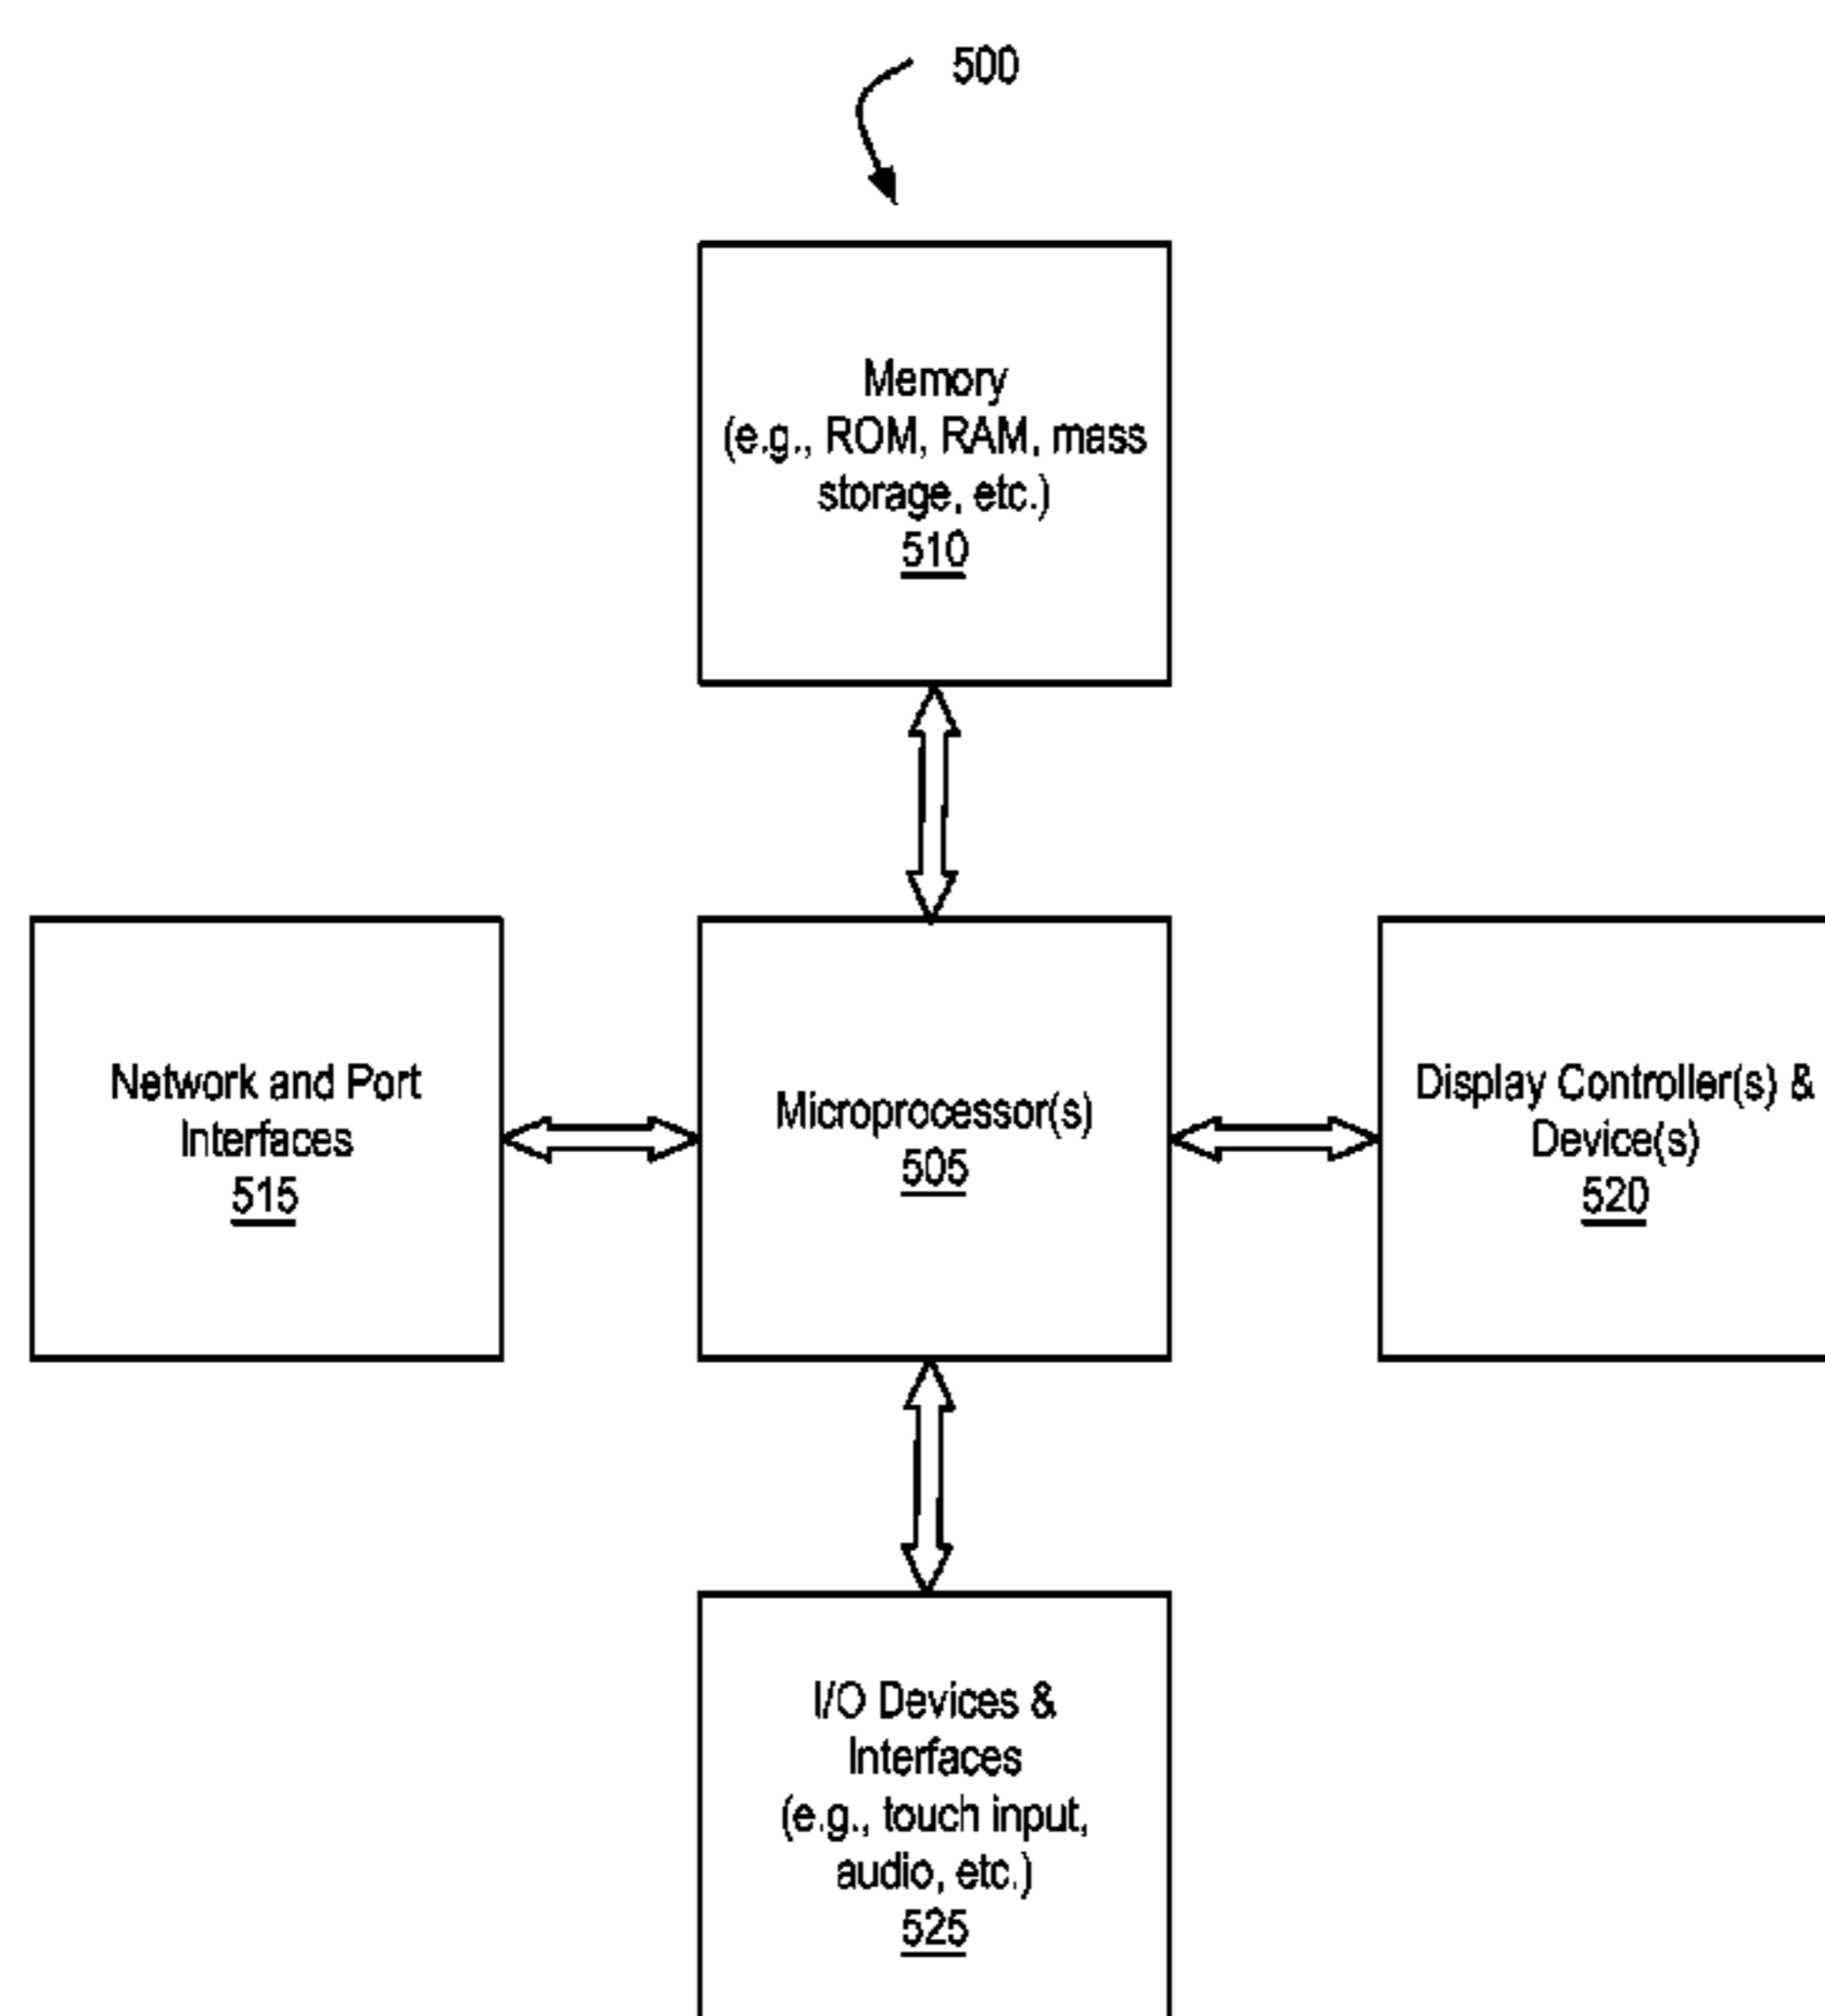 500
Memory
(e.g., ROM, RAM, mass
storage, etc.)
510
Network and Port
Interfaces
515
Microprocessor(s)
505
Display Controller(s) &
Device(s)
520
I/O Devices &
Interfaces
(e.g., touch input,
audio, etc.)
525